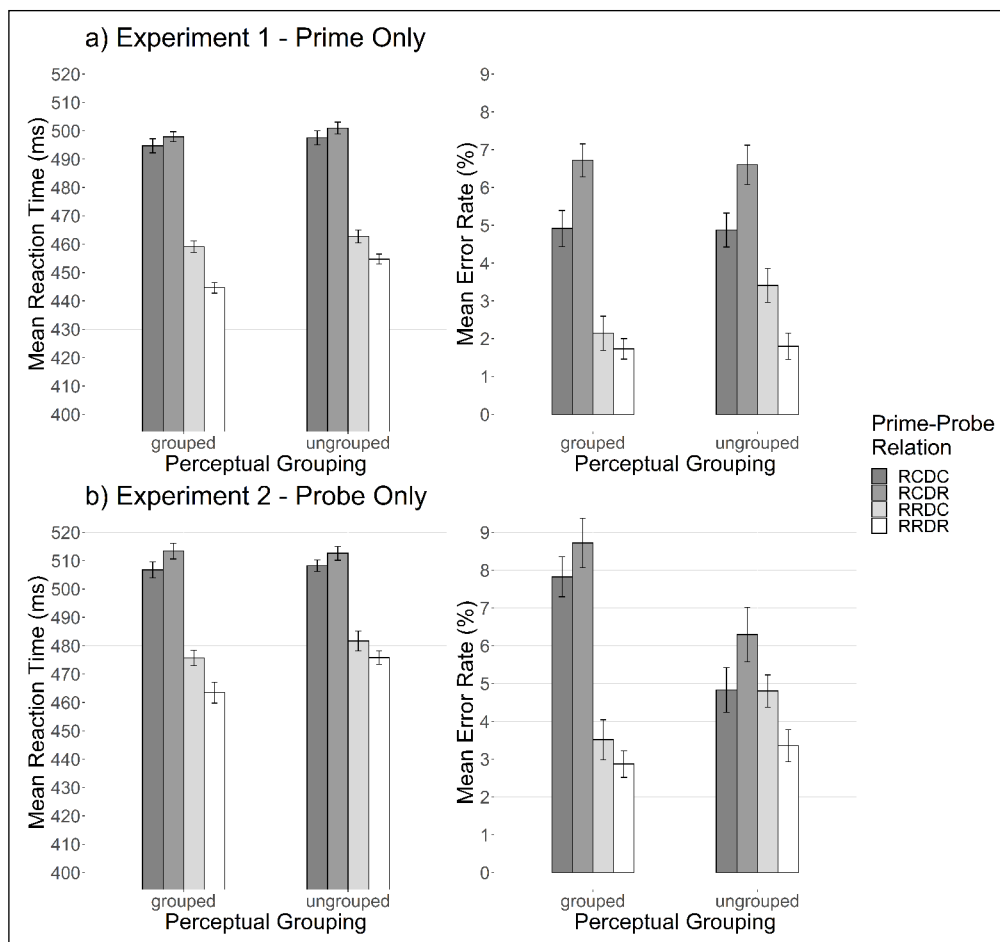 a) Experiment 1 - Prime Only
Mean Reaction Time (ms)
520
510
500
490
480
470
460
450
440
430
420
410
400
grouped
ungrouped
Perceptual Grouping
Mean Error Rate (%)
9
8
7
6
5
4
3
2
1
0
grouped
ungrouped
Perceptual Grouping
Prime-Probe
Relation
RCDC
RCDR
RRDC
RRDR
b) Experiment 2 - Probe Only
Mean Reaction Time (ms)
520
510
500
490
480
470
460
450
440
430
420
410
400
grouped
ungrouped
Perceptual Grouping
Mean Error Rate (%)
9
8
7
6
5
4
3
2
1
0
grouped
ungrouped
Perceptual Grouping